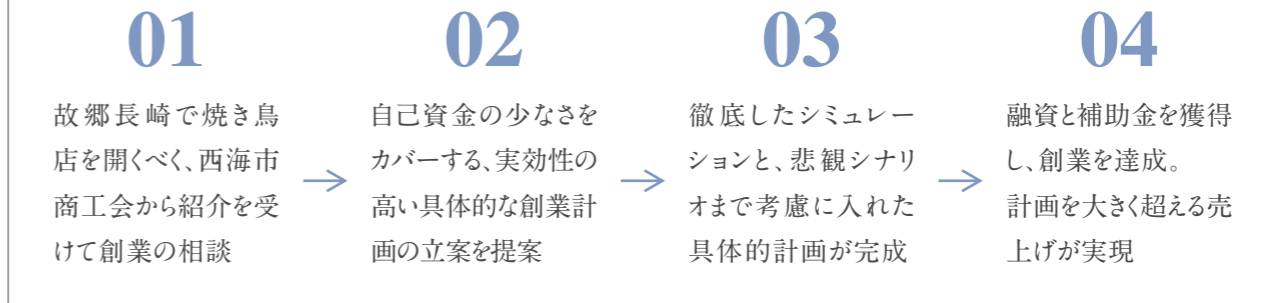 01
故郷長崎で焼き鳥
店を開くべく、西海市
商工会から紹介を受
けて創業の相談
02
自己資金の少なさを
カバーする、実効性の
高い具体的な創業計
画の立案を提案
03
徹底したシミュレー
ションと、悲観シナリ
オまで考慮に入れた
具体的計画が完成
04
融資と補助金を獲得
し、創業を達成。
計画を大きく超える売
上げが実現